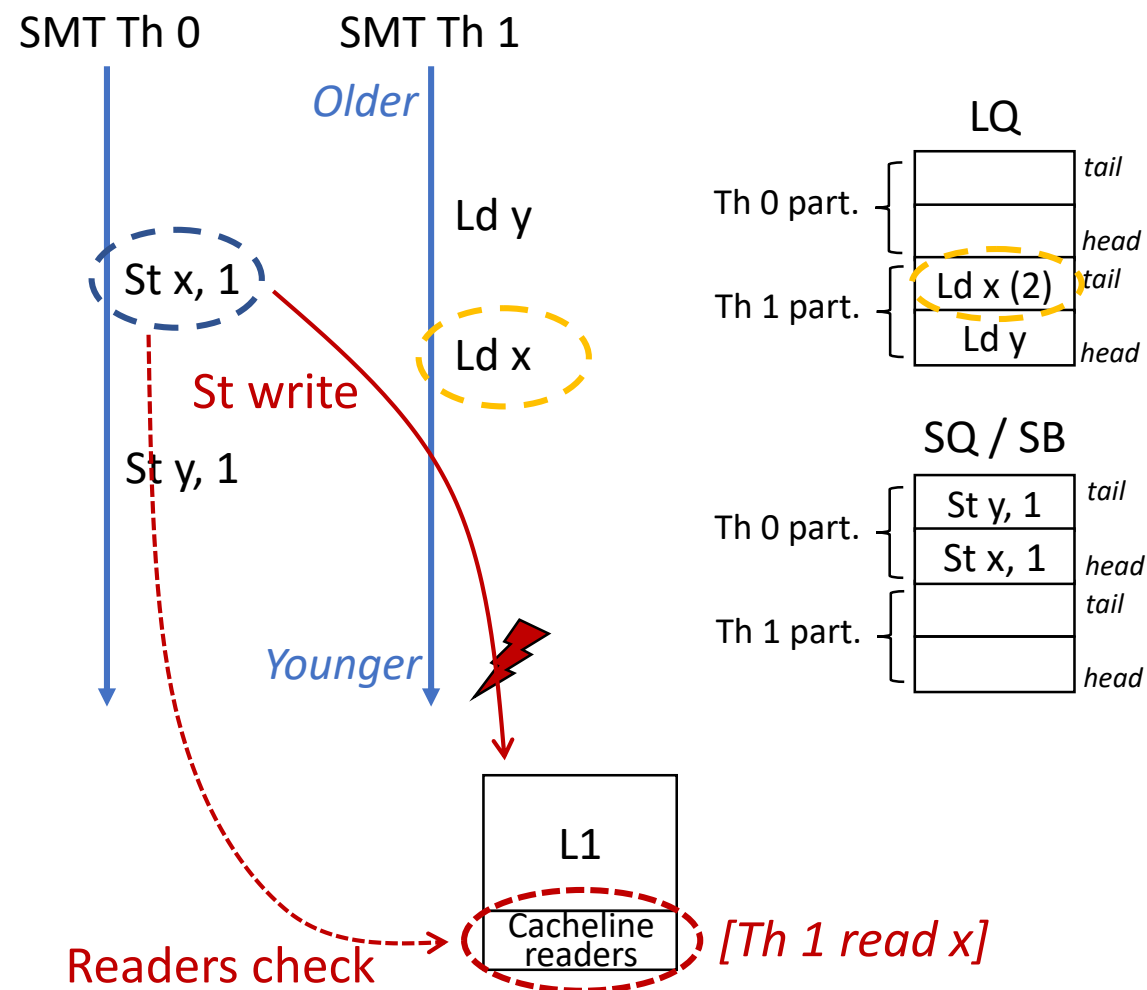 SMT Th 0
SMT Th 1
Older
Ld y
St x, 1
Ld x
St write
St y, 1
Younger
LQ
tail
Th 0 part.
head
Ld x (2)
tail
Th 1 part.
Ld y
head
SQ / SB
St y, 1
tail
Th 0 part.
St x, 1
head
tail
Th 1 part.
head
L1
Cacheline
readers
[Th 1 read x]
Readers check